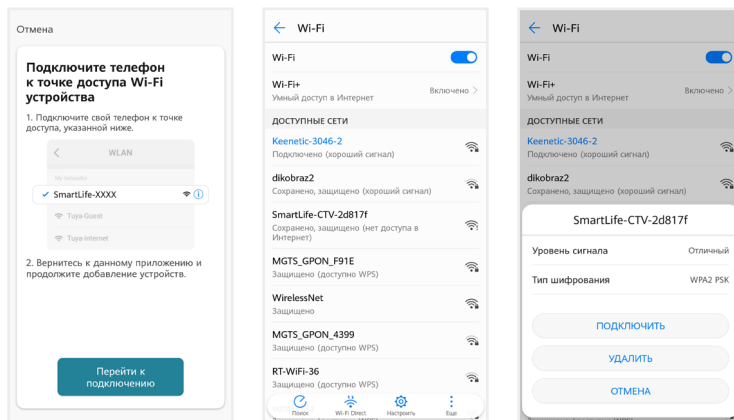 Отмена
Подключите телефон
к точке доступа Wi-Fi
устройства
1. Подключите свой телефон к точке
доступа, указанной ниже.
WLAN
My networks
SmartLife-XXXX
Tuya-Guest
Tuya-Internet
2. Вернитесь к данному приложению и
продолжите добавление устройств.
Перейти к
подключению
Wi-Fi
Wi-Fi
Wi-Fi+
Умный доступ в Интернет
Включено
ДОСТУПНЫЕ СЕТИ
Keenetic-3046-2
Подключено (хороший сигнал)
dikobraz2
Сохранено, защищено (хороший сигнал)
SmartLife-CTV-2d817f
Сохранено, защищено (нет доступа в
Интернет)
MGTS_GPON_F91E
Защищено (доступно WPS)
WirelessNet
Защищено
MGTS_GPON_4399
Защищено (доступно WPS)
RT-WiFi-36
Защищено (доступно WPS)
Поиск
Wi-Fi Direct
Настроить
Еще
Wi-Fi
Wi-Fi
Wi-Fi+
Умный доступ в Интернет
Включено
ДОСТУПНЫЕ СЕТИ
Keenetic-3046-2
Подключено (хороший сигнал)
dikobraz2
Сохранено, защищено (хороший сигнал)
SmartLife-CTV-2d817f
Уровень сигнала
Отличный
Тип шифрования
WPA2 PSK
ПОДКЛЮЧИТЬ
УДАЛИТЬ
ОТМЕНА